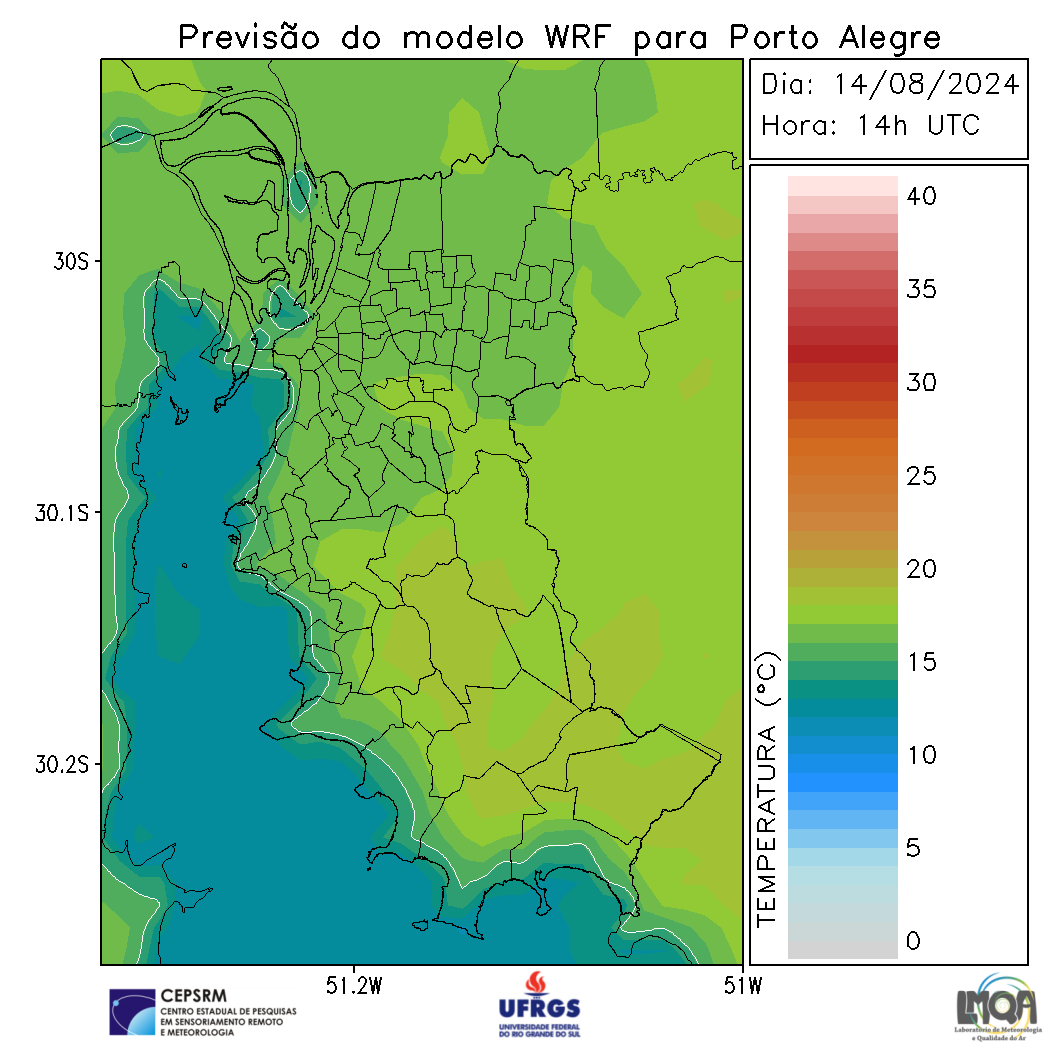 Previsão do modelo WRF para Porto Alegre
Dia: 14/08/2024
Hora: 14h UTC
30S
30.1S
30.2S
51.2W
51W
TEMPERATURA (°C)
40
35
30
25
20
15
10
5
0
CEPSRM
CENTRO ESTADUAL DE PESQUISAS
EM SENSORIAMENTO REMOTO
E METEOROLOGIA
UFRGS
UNIVERSIDADE FEDERAL
DO RIO GRANDE DO SUL
LMQA
Laboratório de Meteorologia
e Qualidade do Ar